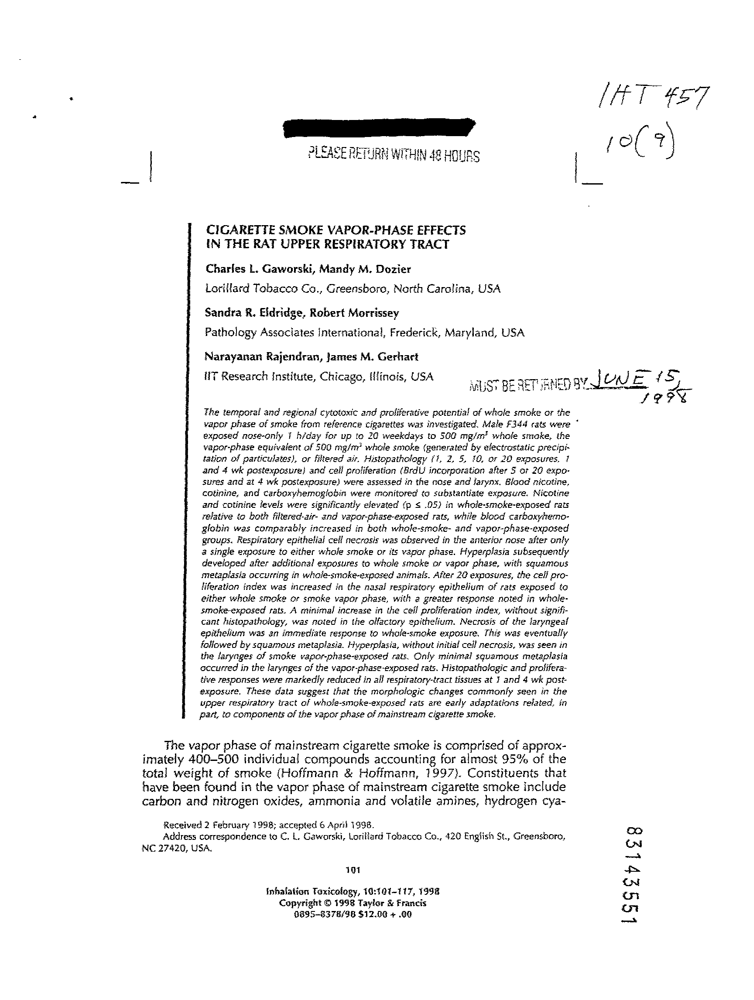 IHT 457
10(9)
PLEASE RETURN WITHIN 48 HOURS
CIGARETTE SMOKE VAPOR-PHASE EFFECTS
IN THE RAT UPPER RESPIRATORY TRACT
Charles L. Gaworski, Mandy M. Dozier
Lorillard Tobacco Co., Greensboro, North Carolina, USA
Sandra R. Eldridge, Robert Morrissey
Pathology Associates International, Frederick, Maryland, USA
Narayanan Rajendran, James M. Gerhart
IIT Research Institute, Chicago, Illinois, USA
MUST BE RETURNED BY JUNE 15,
1998
The temporal and regional cytotoxic and proliferative potential of whole smoke or the
vapor phase of smoke from reference cigarettes was investigated. Male F344 rats were
exposed nose-only 1 h/day for up to 20 weekdays to 500 mg/m³ whole smoke, the
vapor-phase equivalent of 500 mg/m³ whole smoke (generated by electrostatic precipi-
tation of particulates), or filtered air. Histopathology (1, 2, 5, 10, or 20 exposures, 1
and 4 wk postexposure) and cell proliferation (BrdU incorporation after 5 or 20 expo-
sures and at 4 wk postexposure) were assessed in the nose and larynx. Blood nicotine,
cotinine, and carboxyhemoglobin were monitored to substantiate exposure. Nicotine
and cotinine levels were significantly elevated (p ≤ .05) in whole-smoke-exposed rats
relative to both filtered-air- and vapor-phase-exposed rats, while blood carboxyhemo-
globin was comparably increased in both whole-smoke- and vapor-phase-exposed
groups. Respiratory epithelial cell necrosis was observed in the anterior nose after only
a single exposure to either whole smoke or its vapor phase. Hyperplasia subsequently
developed after additional exposures to whole smoke or vapor phase, with squamous
metaplasia occurring in whole-smoke-exposed animals. After 20 exposures, the cell pro-
liferation index was increased in the nasal respiratory epithelium of rats exposed to
either whole smoke or smoke vapor phase, with a greater response noted in whole-
smoke-exposed rats. A minimal increase in the cell proliferation index, without signifi-
cant histopathology, was noted in the olfactory epithelium. Necrosis of the laryngeal
epithelium was an immediate response to whole-smoke exposure. This was eventually
followed by squamous metaplasia. Hyperplasia, without initial cell necrosis, was seen in
the larynges of smoke vapor-phase-exposed rats. Only minimal squamous metaplasia
occurred in the larynges of the vapor-phase-exposed rats. Histopathologic and prolifera-
tive responses were markedly reduced in all respiratory-tract tissues at 1 and 4 wk post-
exposure. These data suggest that the morphologic changes commonly seen in the
upper respiratory tract of whole-smoke-exposed rats are early adaptations related, in
part, to components of the vapor phase of mainstream cigarette smoke.
The vapor phase of mainstream cigarette smoke is comprised of approx-
imately 400–500 individual compounds accounting for almost 95% of the
total weight of smoke (Hoffmann & Hoffmann, 1997). Constituents that
have been found in the vapor phase of mainstream cigarette smoke include
carbon and nitrogen oxides, ammonia and volatile amines, hydrogen cya-
Received 2 February 1998; accepted 6 April 1998.
Address correspondence to C. L. Gaworski, Lorillard Tobacco Co., 420 English St., Greensboro,
NC 27420, USA.
101
Inhalation Toxicology, 10:101–117, 1998
Copyright © 1998 Taylor & Francis
0895-8378/98 $12.00 + .00
83143551